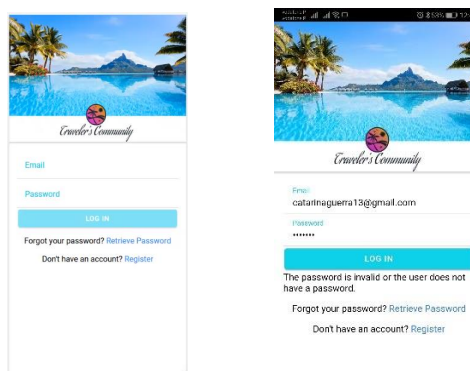 Traveler's Community
Email
Password
LOG IN
Forgot your password? Retrieve Password
Don't have an account? Register
Traveler's Community
Email
catarinaguerra13@gmail.com
Password
LOG IN
The password is invalid or the user does not
have a password.
Forgot your password? Retrieve Password
Don't have an account? Register